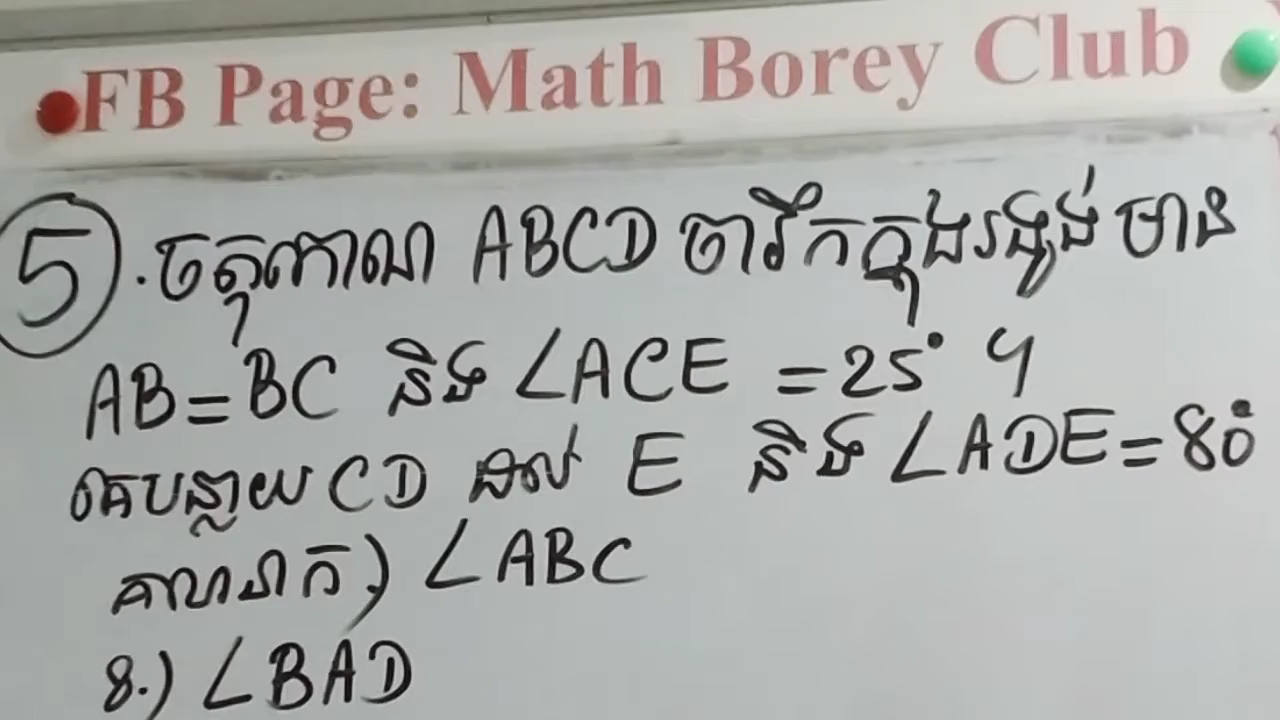 FB Page: Math Borey Club
5. ចតុកោណ ABCD ចារឹកក្នុងរង្វង់ មាន
AB=BC និង ∠ACE = 25° ។
គេបន្លាយ CD ដល់ E និង ∠ADE = 80°
គណនា ក.) ∠ABC
ខ.) ∠BAD